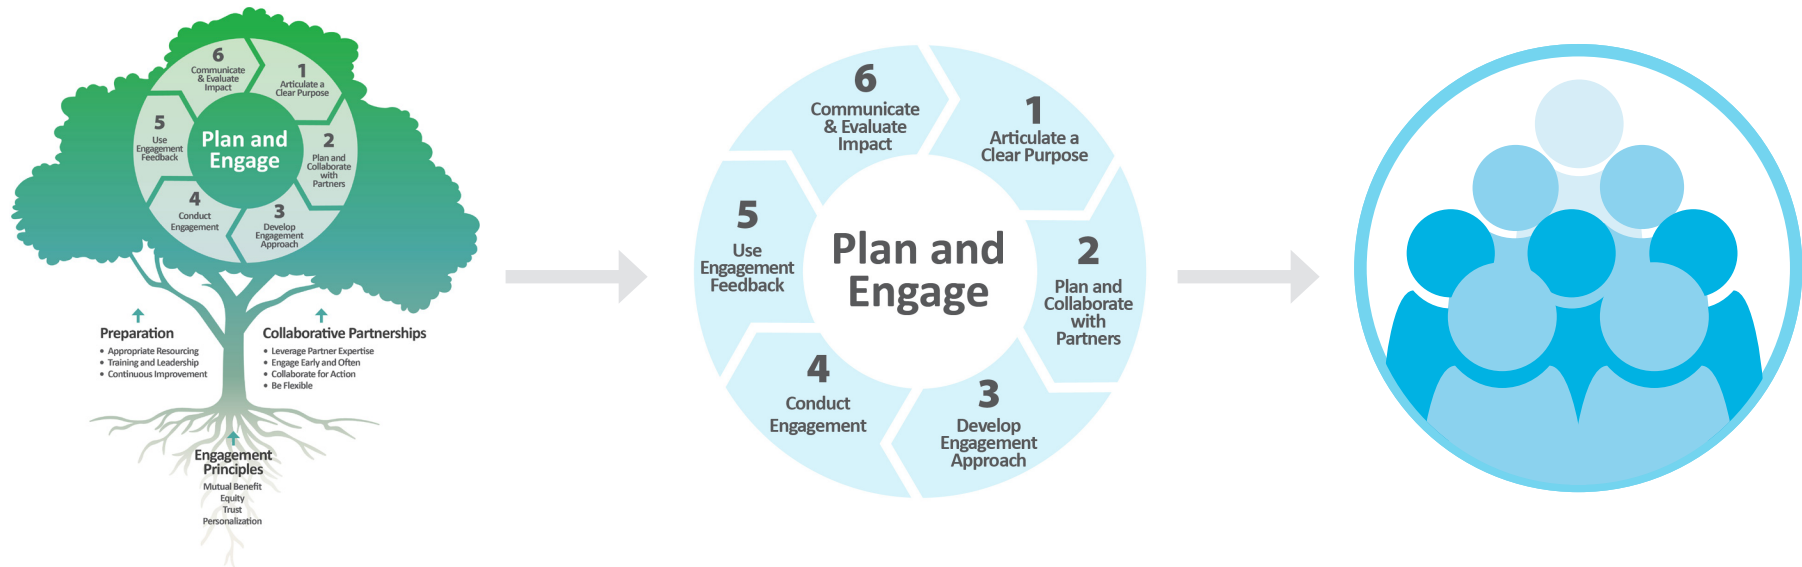 6
Communicate
& Evaluate
Impact
1
Articulate a
Clear Purpose
5
Use
Engagement
Feedback
Plan and
Engage
2
Plan and
Collaborate
with
Partners
4
Conduct
Engagement
3
Develop
Engagement
Approach
Preparation
• Appropriate Resourcing
• Training and Leadership
• Continuous Improvement
Collaborative Partnerships
• Leverage Partner Expertise
• Engage Early and Often
• Collaborate for Action
• Be Flexible
Engagement
Principles
Mutual Benefit
Equity
Trust
Personalization
6
Communicate
& Evaluate
Impact
1
Articulate a
Clear Purpose
5
Use
Engagement
Feedback
Plan and
Engage
2
Plan and
Collaborate
with
Partners
4
Conduct
Engagement
3
Develop
Engagement
Approach